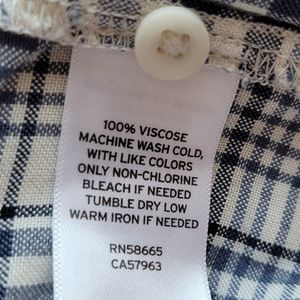 100% VISCOSE
MACHINE WASH COLD,
WITH LIKE COLORS
ONLY NON-CHLORINE
BLEACH IF NEEDED
TUMBLE DRY LOW
WARM IRON IF NEEDED
RN58665
CA57963